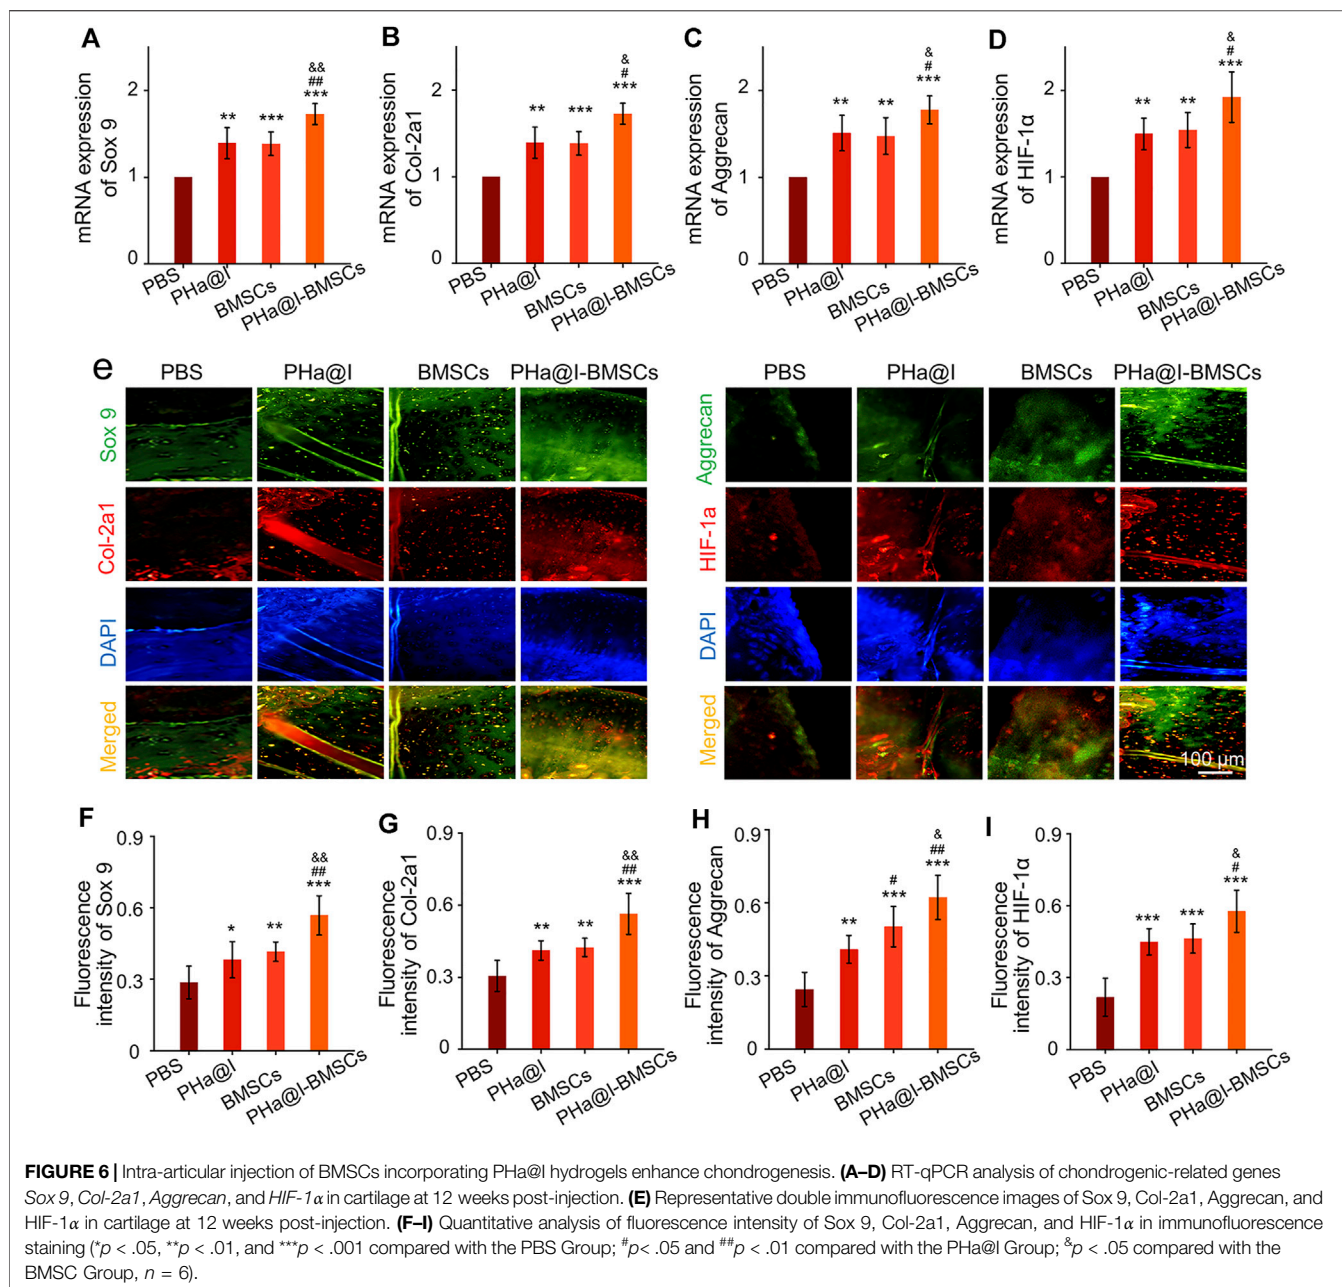 A
mRNA expression
of Sox 9
2
1
0
**
***
&&
##
***
PBS
PHa@I
BMSCs
PHa@I-BMSCs
B
mRNA expression
of Col-2a1
2
1
0
**
***
&
#
***
PBS
PHa@I
BMSCs
PHa@I-BMSCs
C
mRNA expression
of Aggrecan
2
1
0
**
**
&
#
***
PBS
PHa@I
BMSCs
PHa@I-BMSCs
D
mRNA expression
of HIF-1α
2
1
0
**
**
&
#
***
PBS
PHa@I
BMSCs
PHa@I-BMSCs
e
PBS PHa@I BMSCs PHa@I-BMSCs
Sox 9
Col-2a1
DAPI
Merged
PBS PHa@I BMSCs PHa@I-BMSCs
Aggrecan
HIF-1a
DAPI
Merged
100 μm
F
Fluorescence
intensity of Sox 9
0.9
0.6
0.3
0
*
**
&&
##
***
PBS
PHa@I
BMSCs
PHa@I-BMSCs
G
Fluorescence
intensity of Col-2a1
0.9
0.6
0.3
0
**
**
&&
##
***
PBS
PHa@I
BMSCs
PHa@I-BMSCs
H
Fluorescence
intensity of Aggrecan
0.9
0.6
0.3
0
**
#
***
&
##
***
PBS
PHa@I
BMSCs
PHa@I-BMSCs
I
Fluorescence
intensity of HIF-1α
0.9
0.6
0.3
0
***
***
&
#
***
PBS
PHa@I
BMSCs
PHa@I-BMSCs
FIGURE 6 | Intra-articular injection of BMSCs incorporating PHa@I hydrogels enhance chondrogenesis. (A–D) RT-qPCR analysis of chondrogenic-related genes
Sox 9, Col-2a1, Aggrecan, and HIF-1α in cartilage at 12 weeks post-injection. (E) Representative double immunofluorescence images of Sox 9, Col-2a1, Aggrecan, and
HIF-1α in cartilage at 12 weeks post-injection. (F–I) Quantitative analysis of fluorescence intensity of Sox 9, Col-2a1, Aggrecan, and HIF-1α in immunofluorescence
staining (*p < .05, **p < .01, and ***p < .001 compared with the PBS Group; #p< .05 and ##p < .01 compared with the PHa@I Group; &p < .05 compared with the
BMSC Group, n = 6).